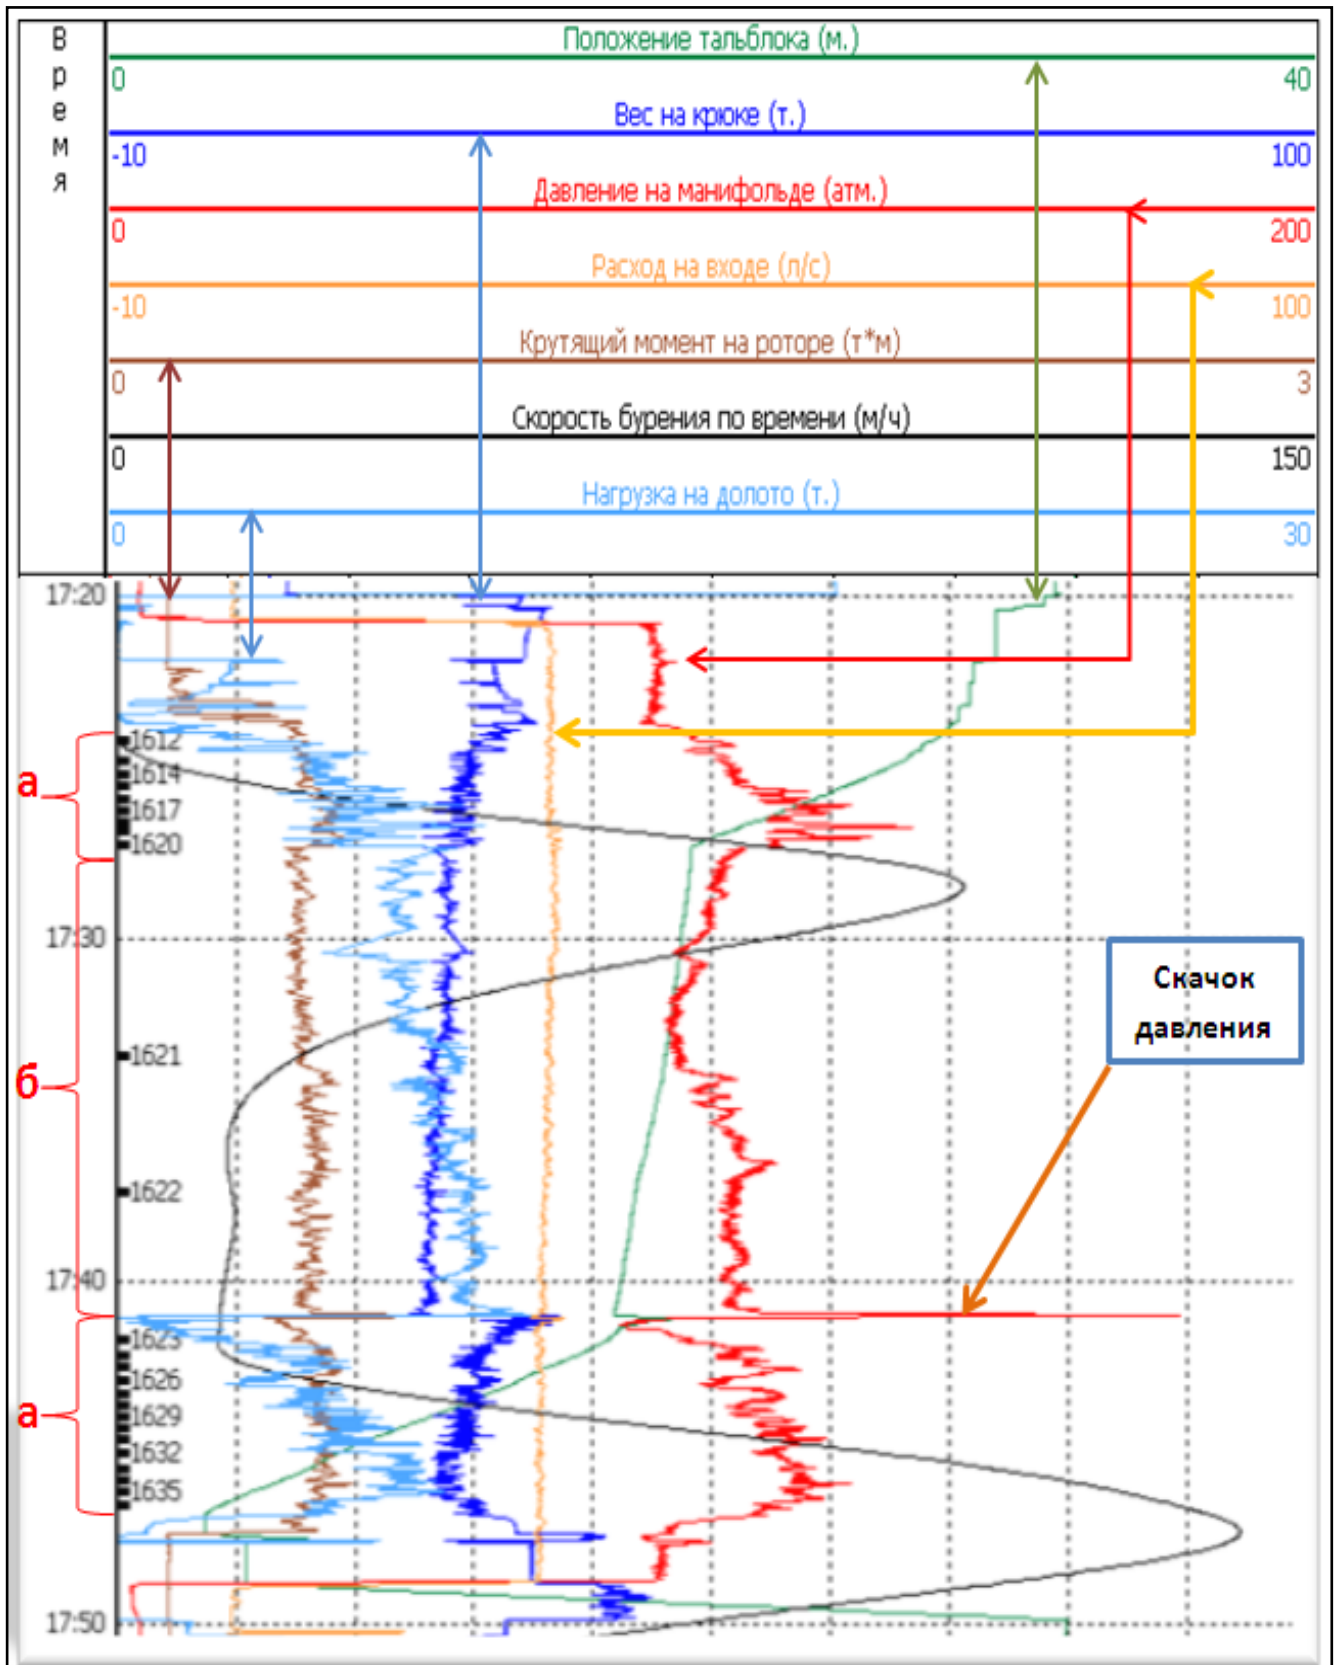 Время
Положение тальблока (м.)
0 40
Вес на крюке (т.)
-10 100
Давление на манифольде (атм.)
0 200
Расход на входе (л/с)
-10 100
Крутящий момент на роторе (т*м)
0 3
Скорость бурения по времени (м/ч)
0 150
Нагрузка на долото (т.)
0 30
17:20
1612
а
1614
1617
1620
17:30
Скачок
давления
1621
б
1622
17:40
1623
1626
а
1629
1632
1635
17:50